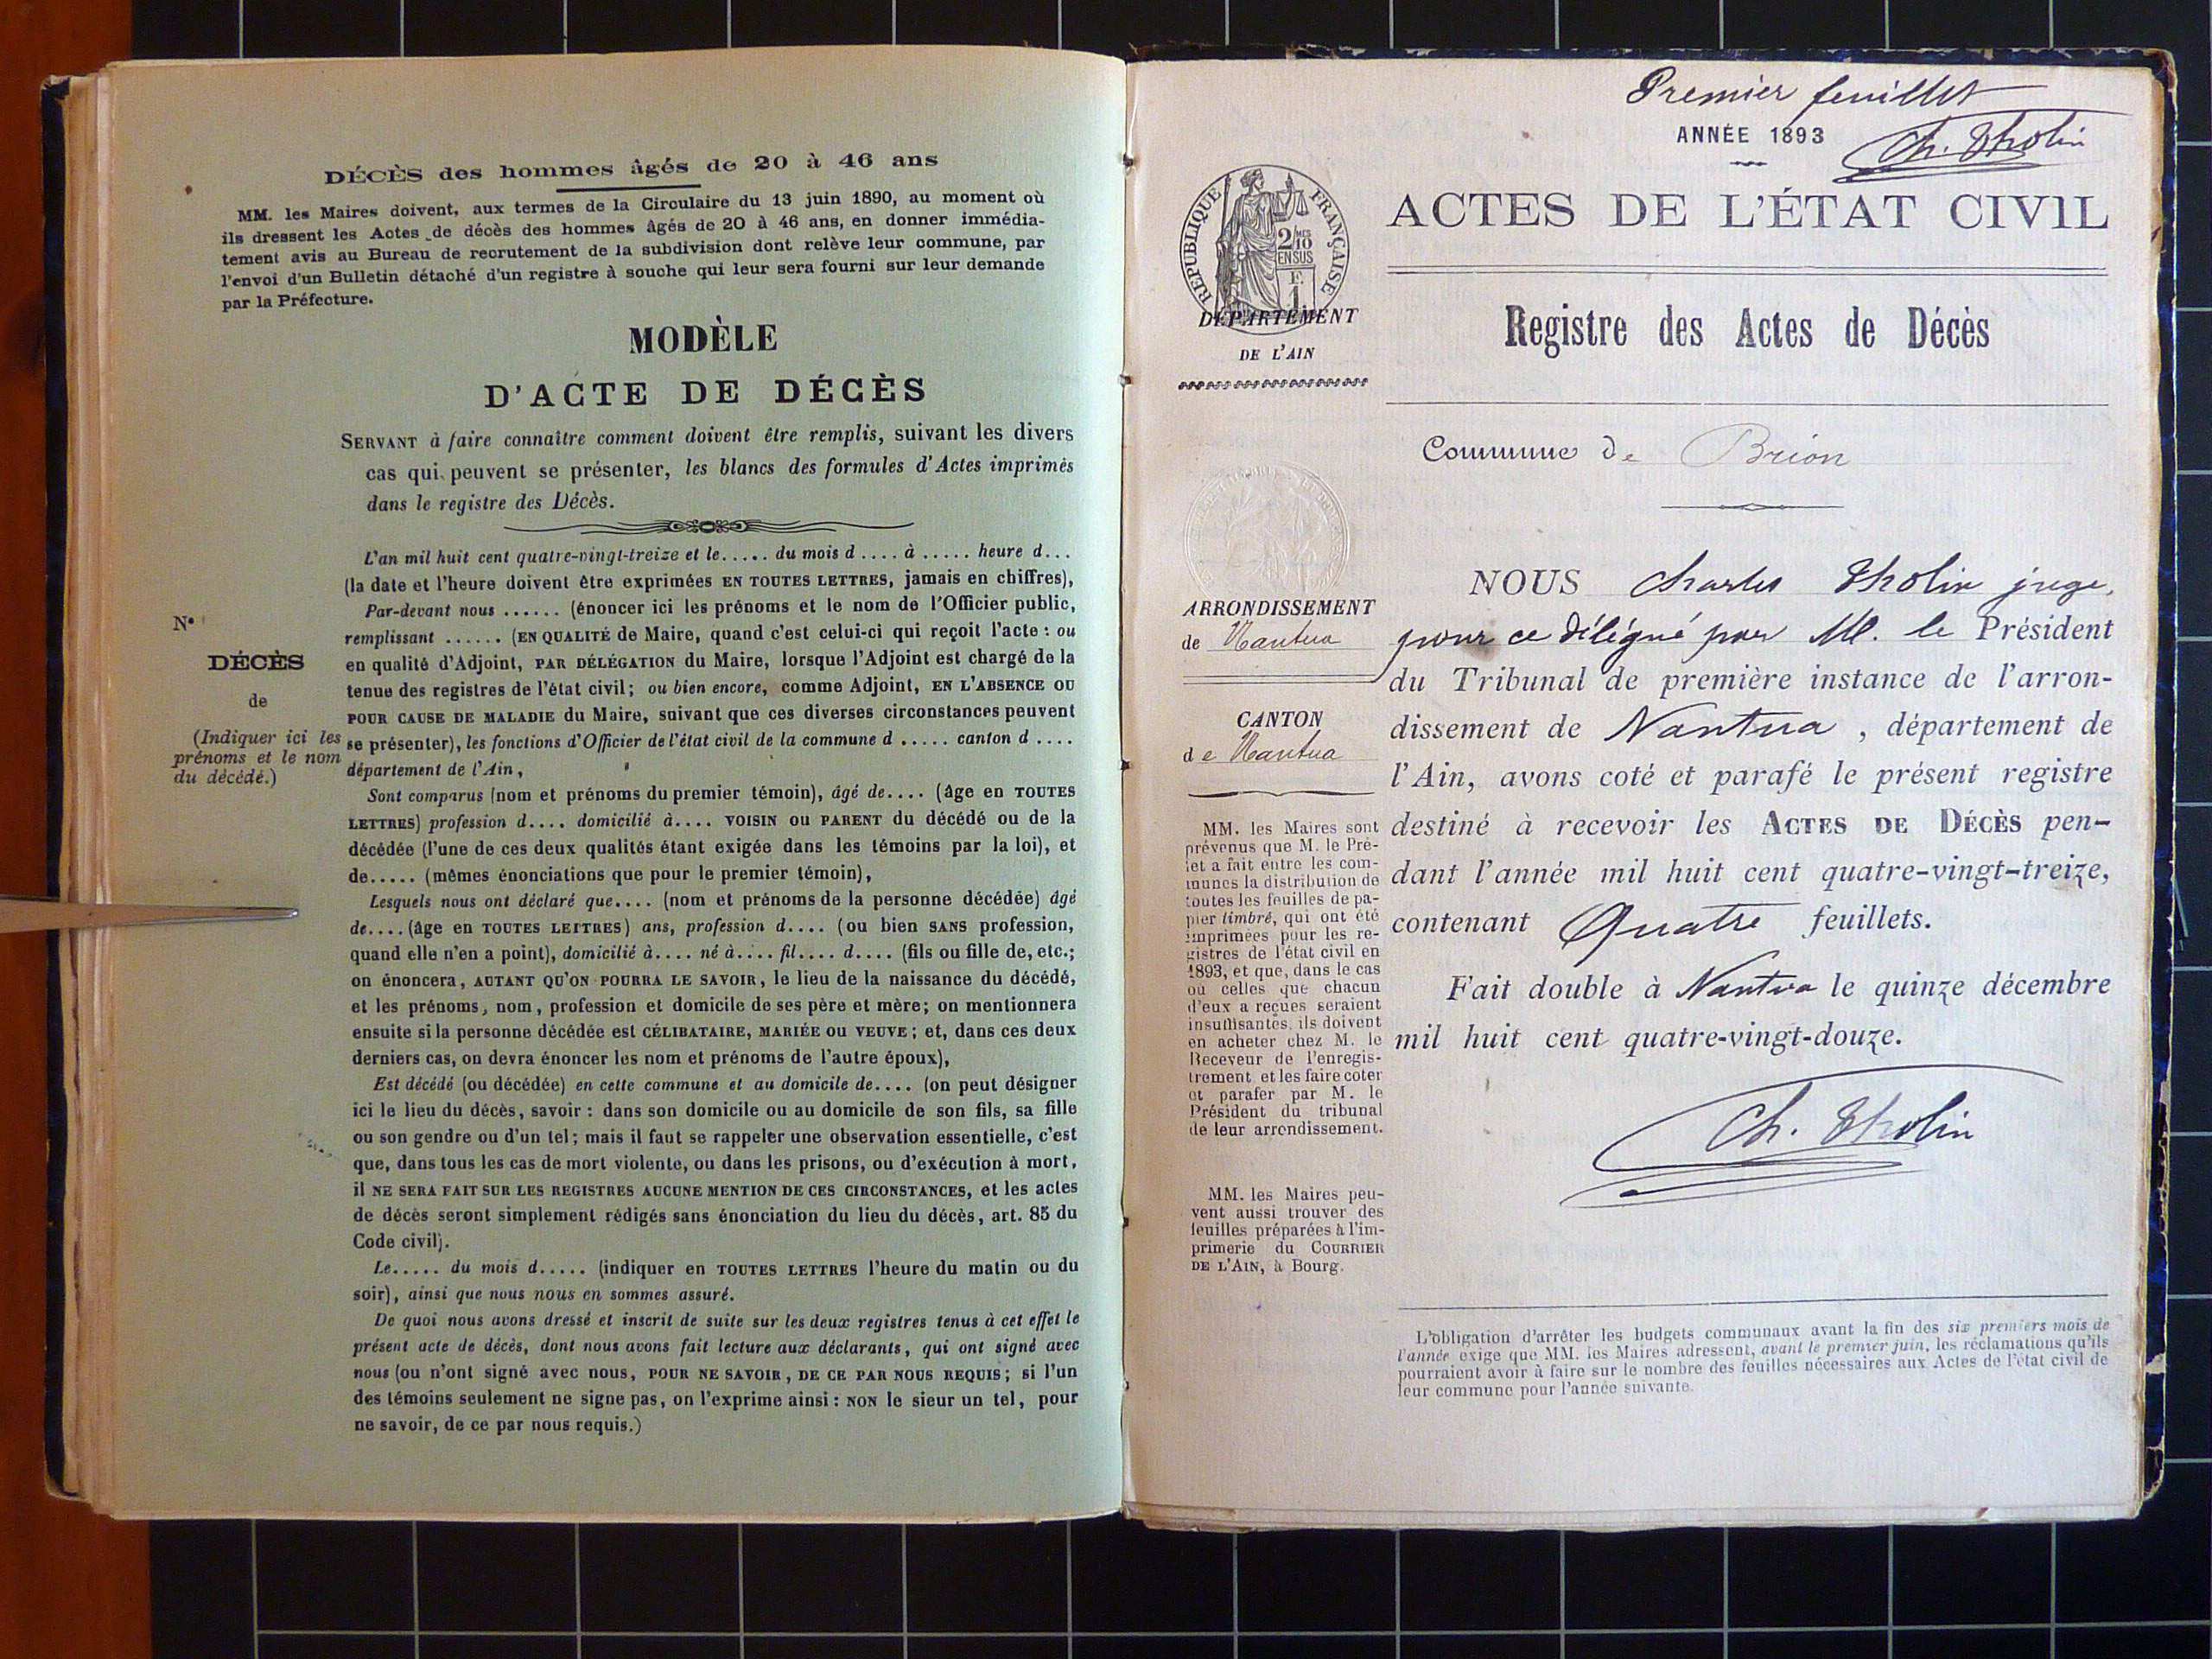 DÉCÈS des hommes âgés de 20 à 46 ans
MM. les Maires doivent, aux termes de la Circulaire du 13 juin 1890, au moment où
ils dressent les Actes de décès des hommes âgés de 20 à 46 ans, en donner immédia-
tement avis au Bureau de recrutement de la subdivision dont relève leur commune, par
l'envoi d'un Bulletin détaché d'un registre à souche qui leur sera fourni sur leur demande
par la Préfecture.
MODÈLE
D'ACTE DE DÉCÈS
SERVANT à faire connaître comment doivent être remplis, suivant les divers
cas qui peuvent se présenter, les blancs des formules d'Actes imprimés
dans le registre des Décès.
L'an mil huit cent quatre-vingt-treize et le..... du mois d .... à ..... heure d...
(la date et l'heure doivent être exprimées EN TOUTES LETTRES, jamais en chiffres),
Par-devant nous ...... (énoncer ici les prénoms et le nom de l'Officier public,
remplissant ...... (EN QUALITÉ de Maire, quand c'est celui-ci qui reçoit l'acte : ou
en qualité d'Adjoint, PAR DÉLÉGATION du Maire, lorsque l'Adjoint est chargé de la
tenue des registres de l'état civil; ou bien encore, comme Adjoint, EN L'ABSENCE OU
POUR CAUSE DE MALADIE du Maire, suivant que ces diverses circonstances peuvent
se présenter), les fonctions d'Officier de l'état civil de la commune d ..... canton d ....
département de l'Ain,
Sont comparus (nom et prénoms du premier témoin), âgé de.... (âge en TOUTES
LETTRES) profession d.... domicilié à.... VOISIN OU PARENT du décédé ou de la
décédée (l'une de ces deux qualités étant exigée dans les témoins par la loi), et
de..... (mêmes énonciations que pour le premier témoin),
Lesquels nous ont déclaré que.... (nom et prénoms de la personne décédée) âgé
de....(âge en TOUTES LETTRES) ans, profession d.... (ou bien SANS profession,
quand elle n'en a point), domicilié à.... né à.... fil.... d.... (fils ou fille de, etc.;
on énoncera, AUTANT QU'ON POURRA LE SAVOIR, le lieu de la naissance du décédé,
et les prénoms, nom, profession et domicile de ses père et mère; on mentionnera
ensuite si la personne décédée est CÉLIBATAIRE, MARIÉE OU VEUVE; et, dans ces deux
derniers cas, on devra énoncer les nom et prénoms de l'autre époux),
Est décédé (ou décédée) en cette commune et au domicile de.... (on peut désigner
ici le lieu du décès, savoir : dans son domicile ou au domicile de son fils, sa fille
ou son gendre ou d'un tel; mais il faut se rappeler une observation essentielle, c'est
que, dans tous les cas de mort violente, ou dans les prisons, ou d'exécution à mort,
il NE SERA FAIT SUR LES REGISTRES AUCUNE MENTION DE CES CIRCONSTANCES, et les actes
de décès seront simplement rédigés sans énonciation du lieu du décès, art. 85 du
Code civil).
Le..... du mois d..... (indiquer en TOUTES LETTRES l'heure du matin ou du
soir), ainsi que nous nous en sommes assuré.
De quoi nous avons dressé et inscrit de suite sur les deux registres tenus à cet effet le
présent acte de décès, dont nous avons fait lecture aux déclarants, qui ont signé avec
nous (ou n'ont signé avec nous, POUR NE SAVOIR, DE CE PAR NOUS REQUIS; si l'un
des témoins seulement ne signe pas, on l'exprime ainsi : NON le sieur un tel, pour
ne savoir, de ce par nous requis.)
N°
DÉCÈS
de
(Indiquer ici les
prénoms et le nom
du décédé.)
Premier feuillet
ANNÉE 1893
Ch. Tholin
ACTES DE L'ÉTAT CIVIL
Registre des Actes de Décès
Commune de Brion
NOUS Charles Tholin juge,
pour ce délégué par M. le Président
du Tribunal de première instance de l'arron-
dissement de Nantua, département de
l'Ain, avons coté et parafé le présent registre
destiné à recevoir les ACTES DE DÉCÈS pen-
dant l'année mil huit cent quatre-vingt-treize,
contenant Quatre feuillets.
Fait double à Nantua le quinze décembre
mil huit cent quatre-vingt-douze.
Ch. Tholin
L'obligation d'arrêter les budgets communaux avant la fin des six premiers mois de
l'année exige que MM. les Maires adressent, avant le premier juin, les réclamations qu'ils
pourraient avoir à faire sur le nombre des feuilles nécessaires aux Actes de l'état civil de
leur commune pour l'année suivante.
RÉPUBLIQUE FRANÇAISE
2 MES
10
EN SUS
F.
1
DÉPARTEMENT
DE L'AIN
ARRONDISSEMENT
de Nantua
CANTON
de Nantua
MM. les Maires sont
prévenus que M. le Pré-
fet a fait entre les com-
munes la distribution de
toutes les feuilles de pa-
pier timbré, qui ont été
imprimées pour les re-
gistres de l'état civil en
1893, et que, dans le cas
où celles que chacun
d'eux a reçues seraient
insuffisantes, ils doivent
en acheter chez M. le
Receveur de l'enregis-
trement et les faire coter
et parafer par M. le
Président du tribunal
de leur arrondissement.
MM. les Maires peu-
vent aussi trouver des
feuilles préparées à l'im-
primerie du COURRIER
DE L'AIN, à Bourg.